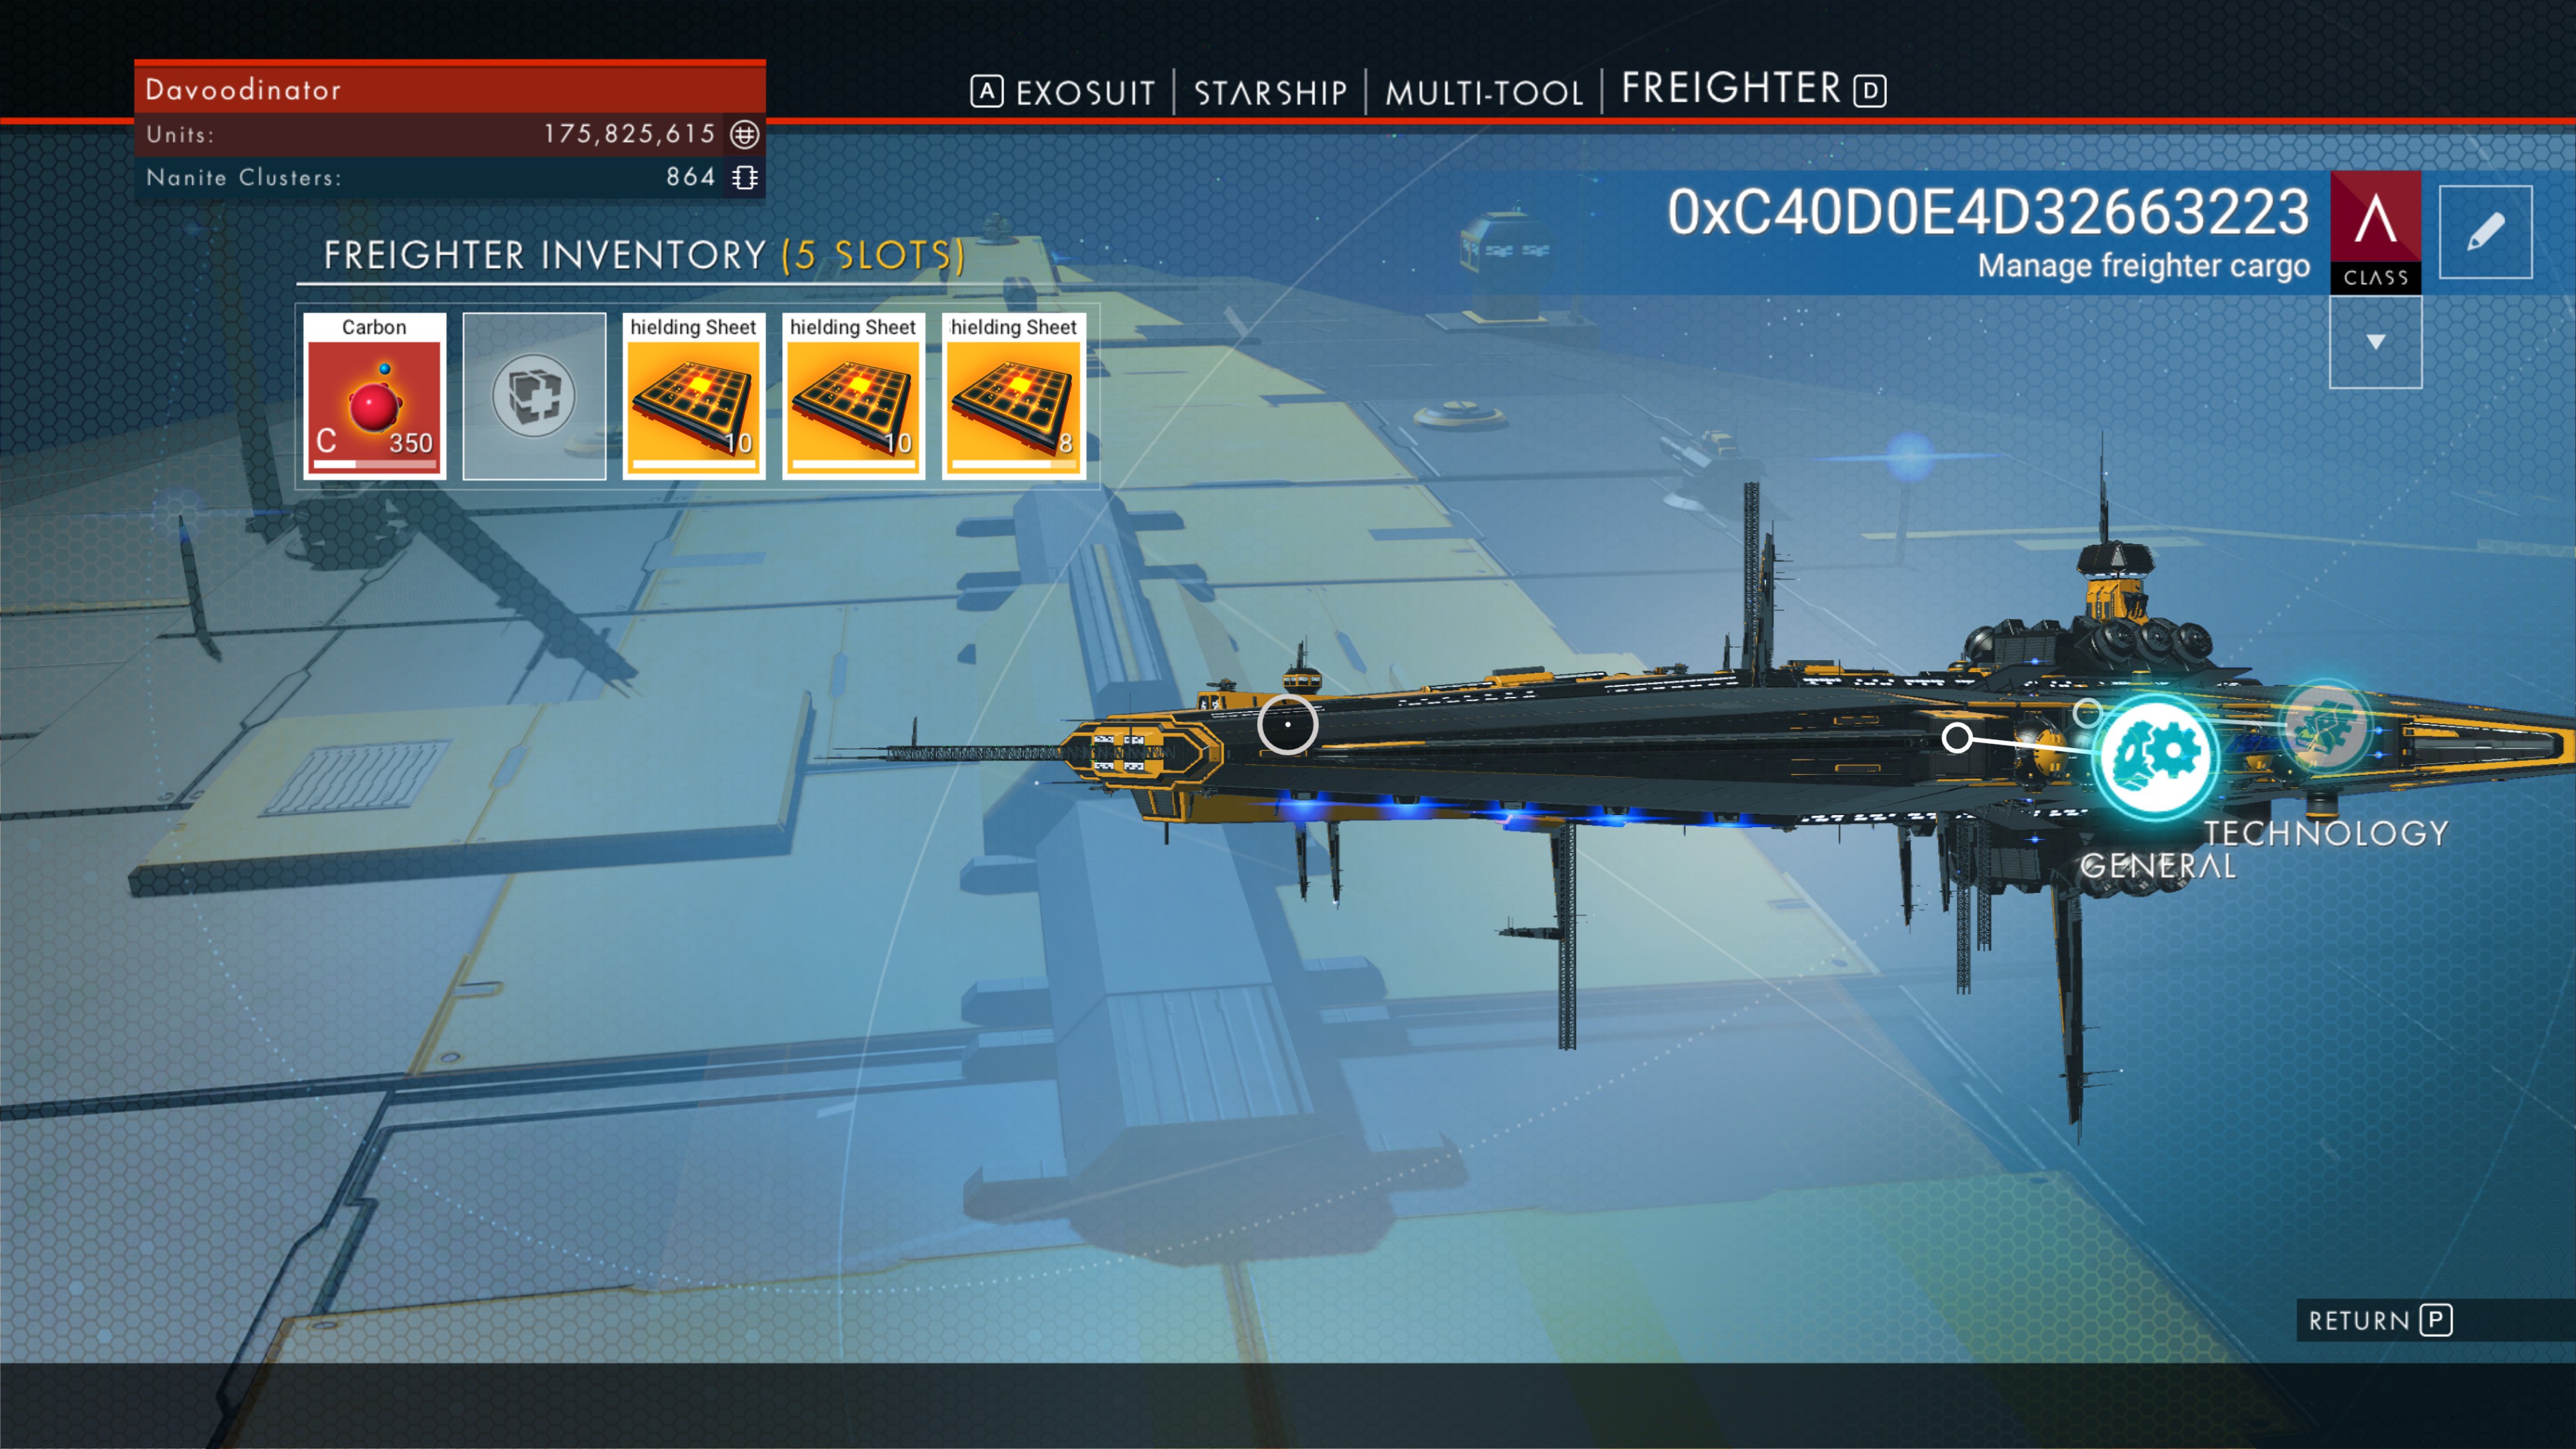 Davoodinator
Units: 175,825,615
Nanite Clusters: 864
A EXOSUIT STARSHIP MULTI-TOOL FREIGHTER D
0xC40D0E4D32663223
Manage freighter cargo
A
CLASS
FREIGHTER INVENTORY (5 SLOTS)
Carbon
C 350
hielding Sheet
10
hielding Sheet
10
hielding Sheet
8
TECHNOLOGY
GENERAL
RETURN P